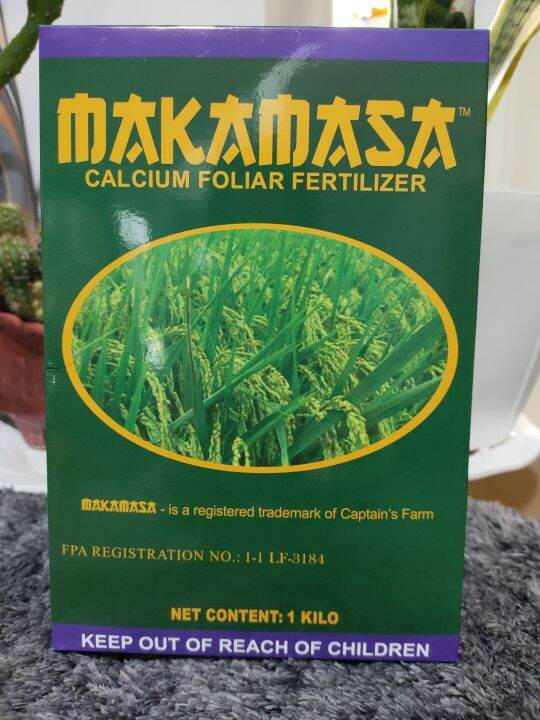 MAKAMASA™
CALCIUM FOLIAR FERTILIZER
MAKAMASA - is a registered trademark of Captain's Farm
FPA REGISTRATION NO.: 1-1 LF-3184
NET CONTENT: 1 KILO
KEEP OUT OF REACH OF CHILDREN